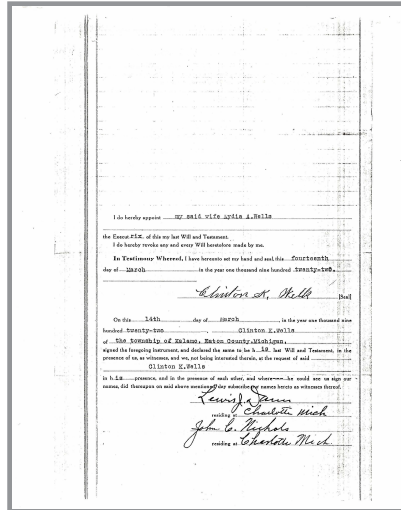 I do hereby appoint my said wife Lydia A.Wells
the Execut rix. of this my last Will and Testament.
I do hereby revoke any and every Will heretofore made by me.
In Testimony Whereof, I have hereunto set my hand and seal this fourteenth
day of March in the year one thousand nine hundred twenty-two.
Clinton K. Wells [Seal]
On this 14th day of March, in the year one thousand nine
hundred twenty-two, Clinton K.Wells
of the township of Kalamo, Eaton County,Michigan,
signed the foregoing instrument, and declared the same to be his last Will and Testament, in the
presence of us, as witnesses, and we, not being interested therein, at the request of said
Clinton K.Wells
in his presence, and in the presence of each other, and where he could see us sign our
names, did thereupon on said above mentioned day subscribe our names hereto as witnesses thereof.
Lewis J.
residing at Charlotte Mich
John C. Nichols
residing at Charlotte Mich.